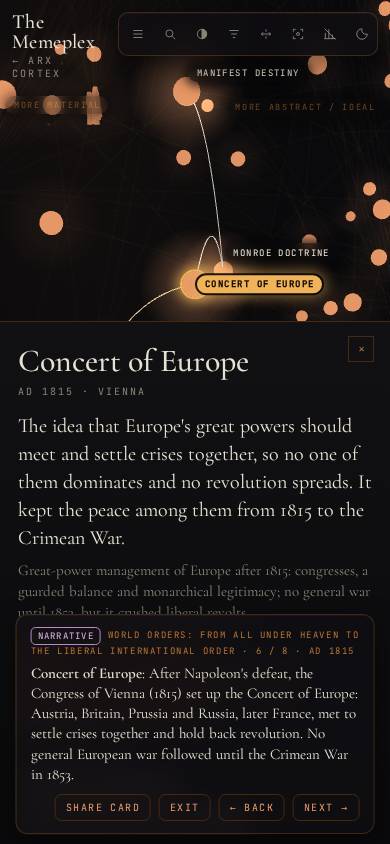 The
Memeplex
← ARX
CORTEX
MORE MATERIAL
MANIFEST DESTINY
MORE ABSTRACT / IDEAL
MONROE DOCTRINE
CONCERT OF EUROPE
Concert of Europe
×
AD 1815 · VIENNA
The idea that Europe's great powers should
meet and settle crises together, so no one of
them dominates and no revolution spreads. It
kept the peace among them from 1815 to the
Crimean War.
Great-power management of Europe after 1815: congresses, a
guarded balance and monarchical legitimacy; no general war
until 1853, but it crushed liberal revolts.
NARRATIVE WORLD ORDERS: FROM ALL UNDER HEAVEN TO
THE LIBERAL INTERNATIONAL ORDER · 6 / 8 · AD 1815
Concert of Europe: After Napoleon's defeat, the
Congress of Vienna (1815) set up the Concert of Europe:
Austria, Britain, Prussia and Russia, later France, met to
settle crises together and hold back revolution. No
general European war followed until the Crimean War
in 1853.
SHARE CARD
EXIT
← BACK
NEXT →